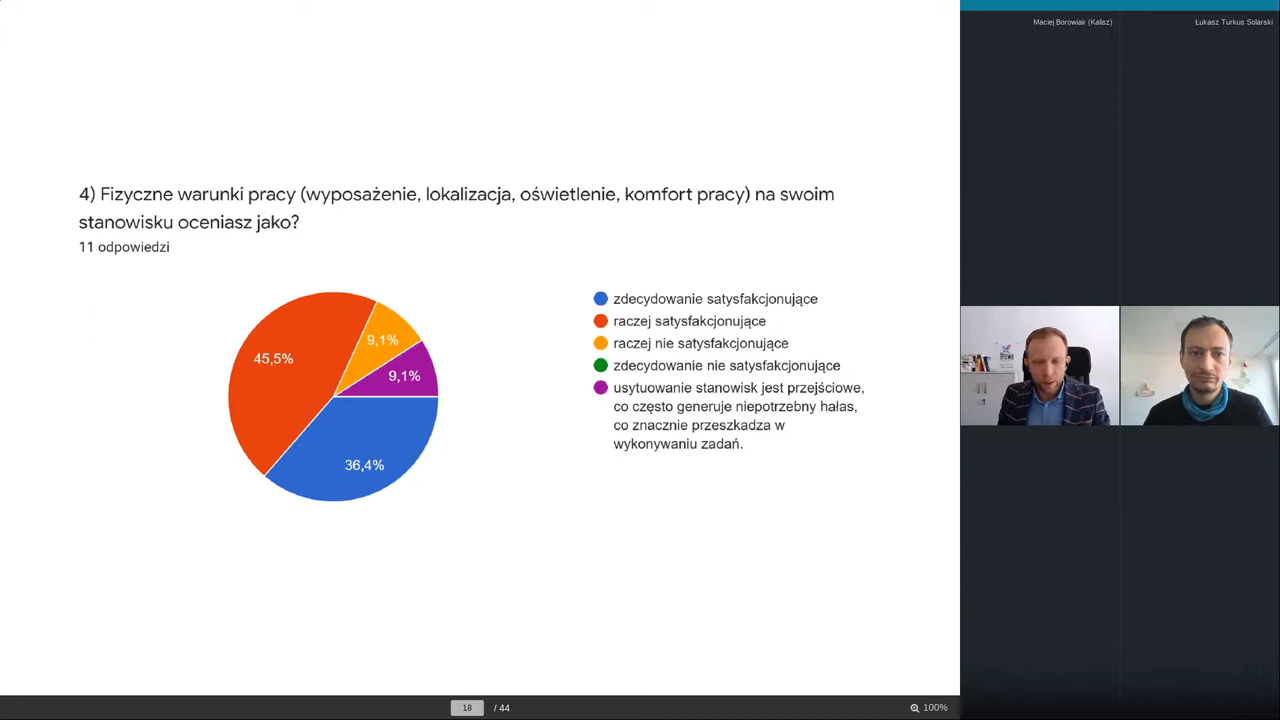 Maciej Borowiak (Kalisz)
Łukasz Turkus Solarski
4) Fizyczne warunki pracy (wyposażenie, lokalizacja, oświetlenie, komfort pracy) na swoim
stanowisku oceniasz jako?
11 odpowiedzi
45,5%
9,1%
9,1%
36,4%
zdecydowanie satysfakcjonujące
raczej satysfakcjonujące
raczej nie satysfakcjonujące
zdecydowanie nie satysfakcjonujące
usytuowanie stanowisk jest przejściowe,
co często generuje niepotrzebny hałas,
co znacznie przeszkadza w
wykonywaniu zadań.
18 / 44
100%